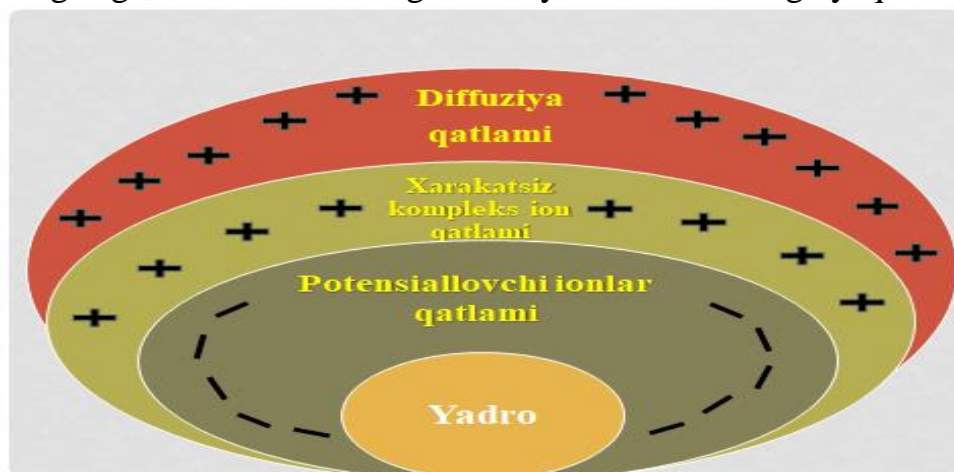 Diffuziya
qatlami
Xarakatsiz
kompleks ion
qatlami
Potensiallovchi ionlar
qatlami
Yadro